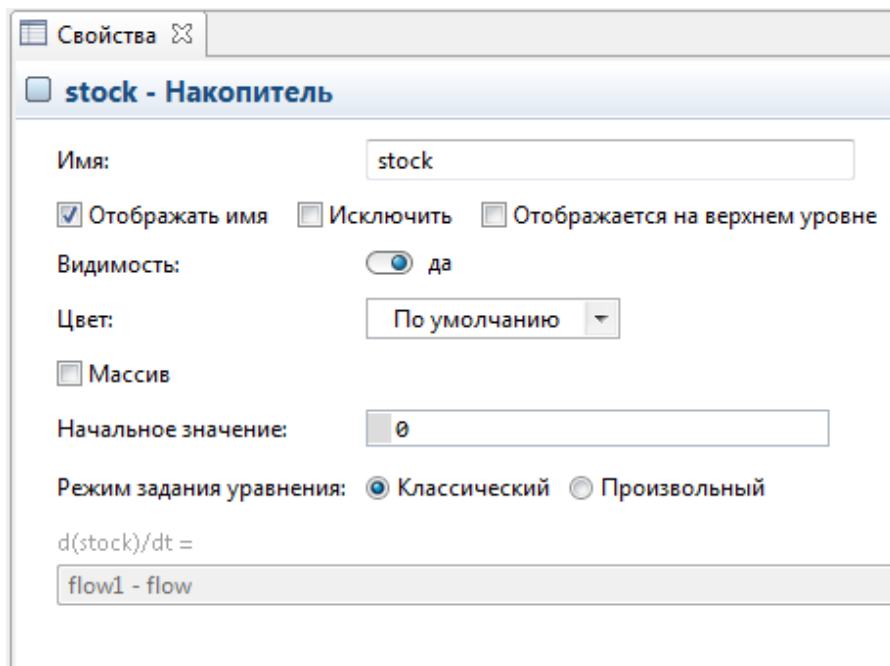 Свойства
stock - Накопитель
Имя: stock
Отображать имя Исключить Отображается на верхнем уровне
Видимость: да
Цвет: По умолчанию
Массив
Начальное значение: 0
Режим задания уравнения: Классический Произвольный
d(stock)/dt =
flow1 - flow